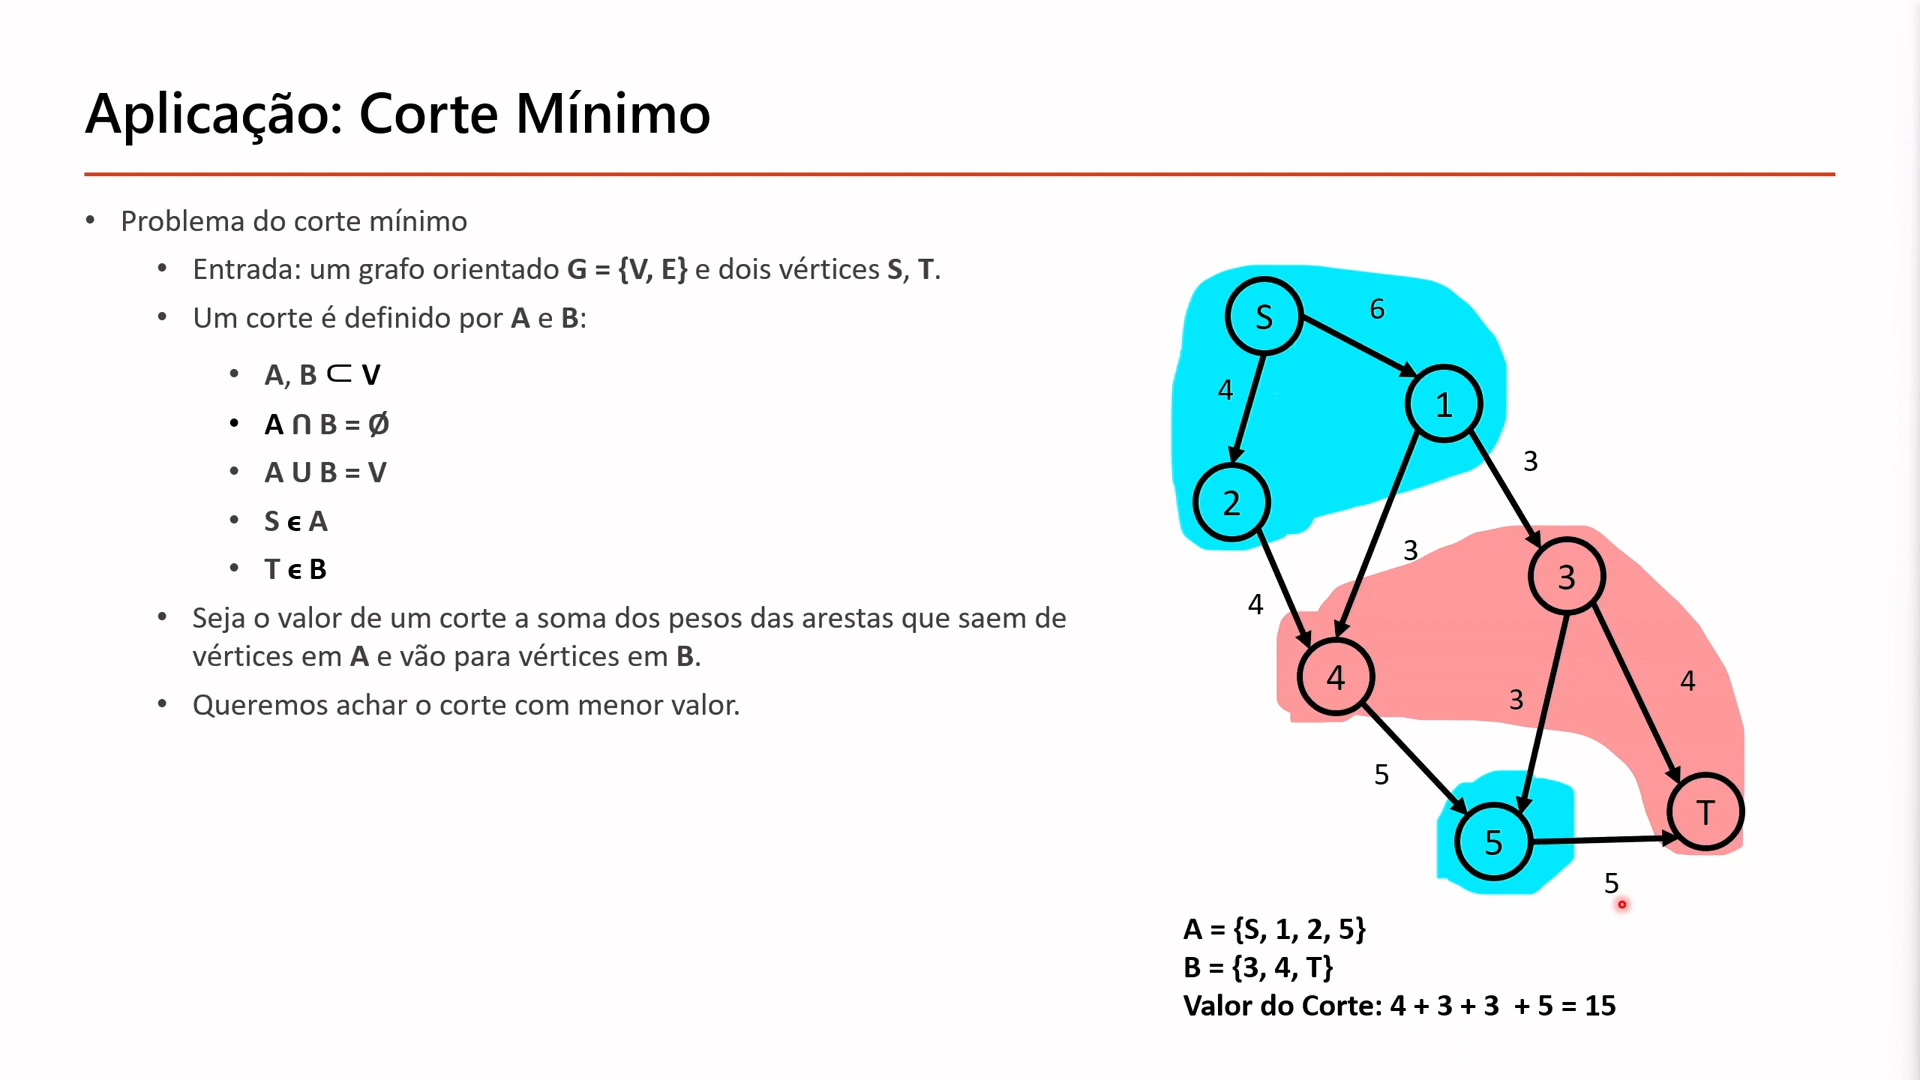 Aplicação: Corte Mínimo
• Problema do corte mínimo
• Entrada: um grafo orientado G = {V, E} e dois vértices S, T.
• Um corte é definido por A e B:
• A, B ⊂ V
• A ∩ B = Ø
• A U B = V
• S ϵ A
• T ϵ B
• Seja o valor de um corte a soma dos pesos das arestas que saem de
vértices em A e vão para vértices em B.
• Queremos achar o corte com menor valor.
S
6
4
1
3
2
3
3
4
4
4
3
5
T
5
5
A = {S, 1, 2, 5}
B = {3, 4, T}
Valor do Corte: 4 + 3 + 3 + 5 = 15